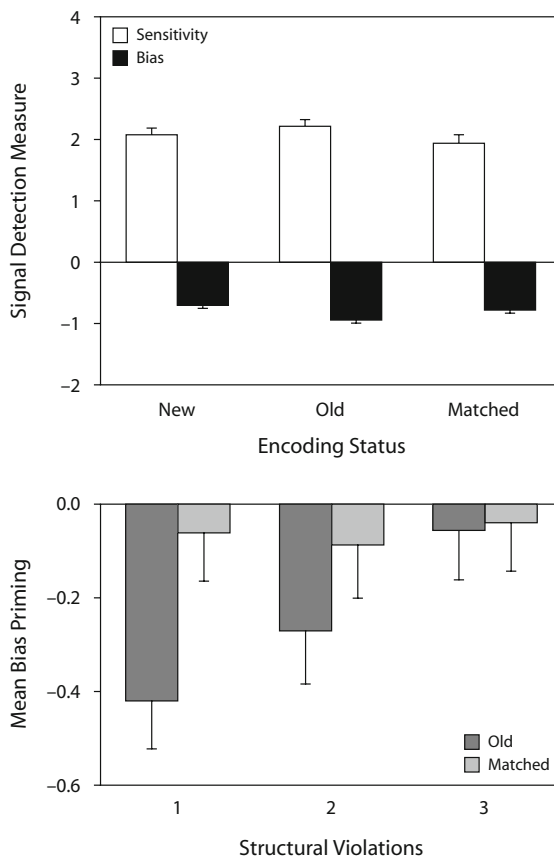 4
3
2
1
0
−1
−2
Signal Detection Measure
Sensitivity
Bias
New Old Matched
Encoding Status
0.0
−0.2
−0.4
−0.6
Mean Bias Priming
Old
Matched
1 2 3
Structural Violations